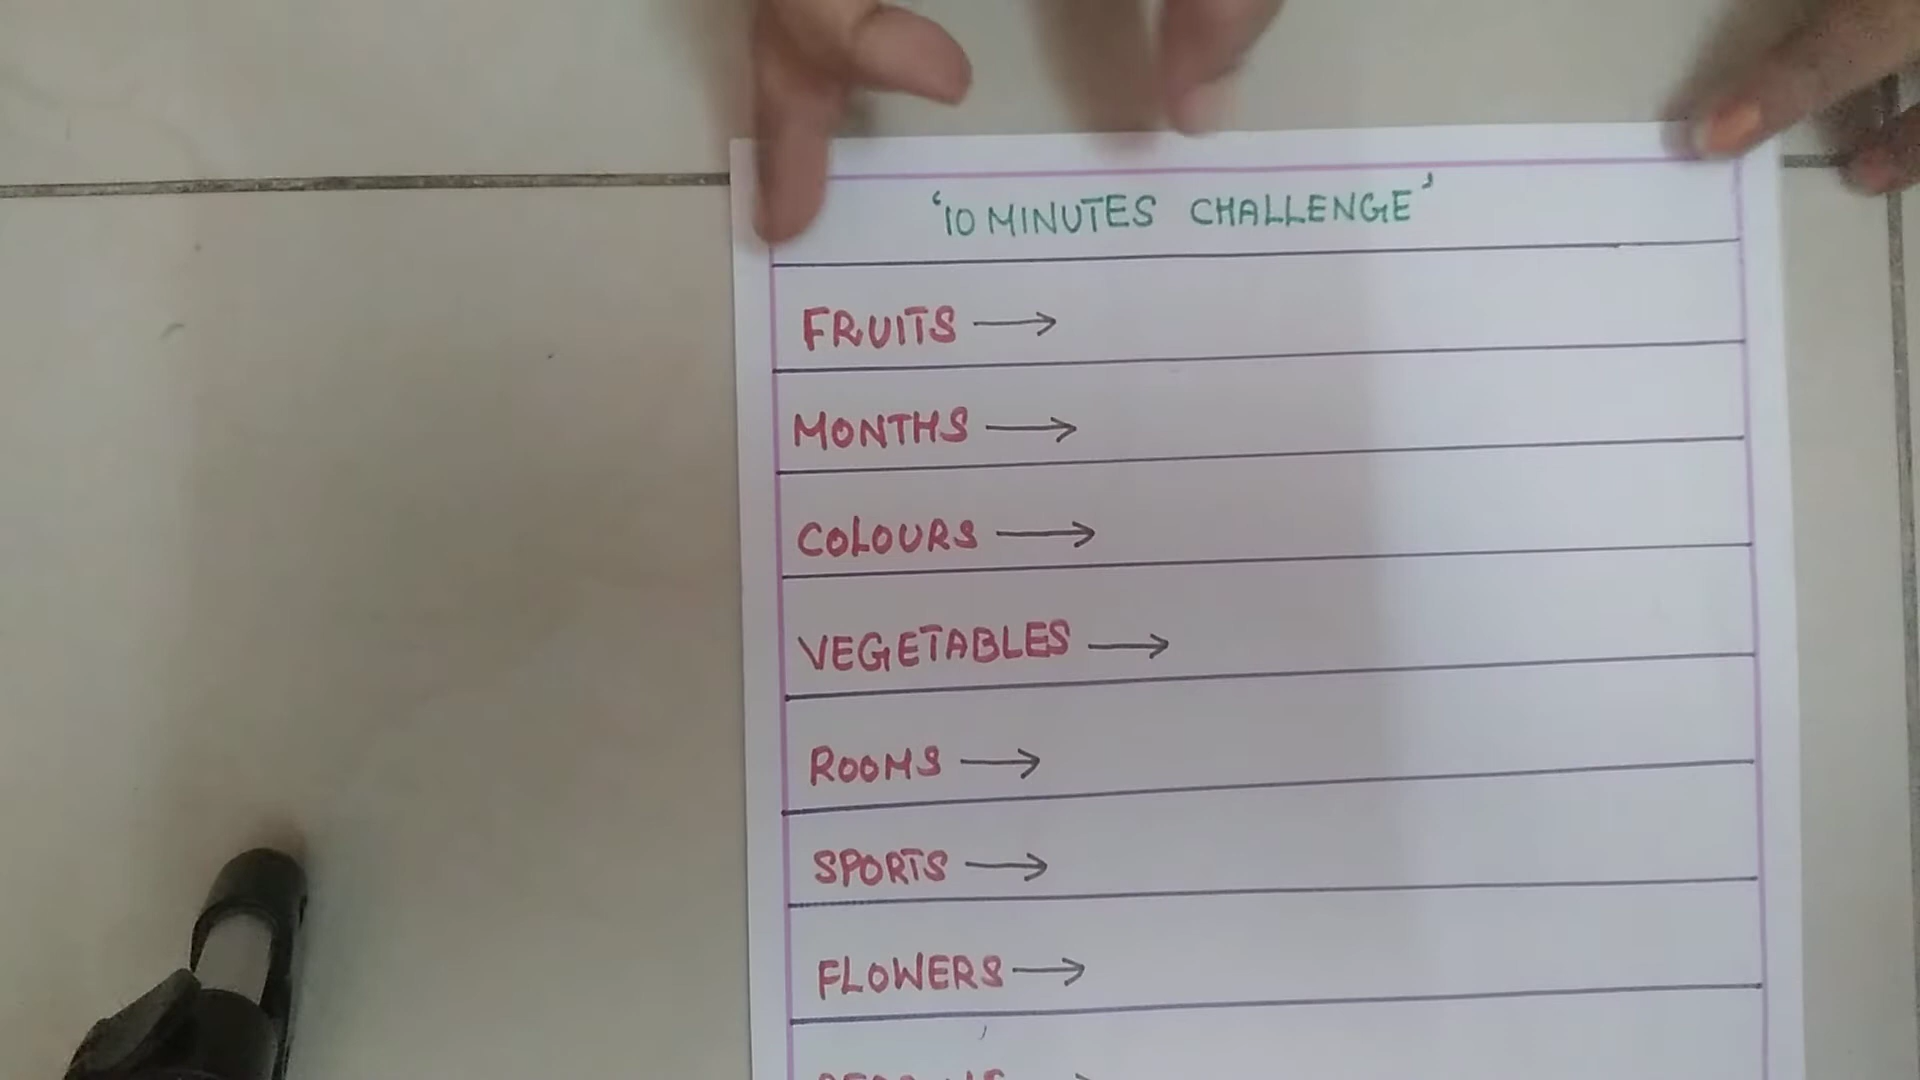 '10 MINUTES CHALLENGE'
FRUITS →
MONTHS →
COLOURS →
VEGETABLES →
ROOMS →
SPORTS →
FLOWERS →